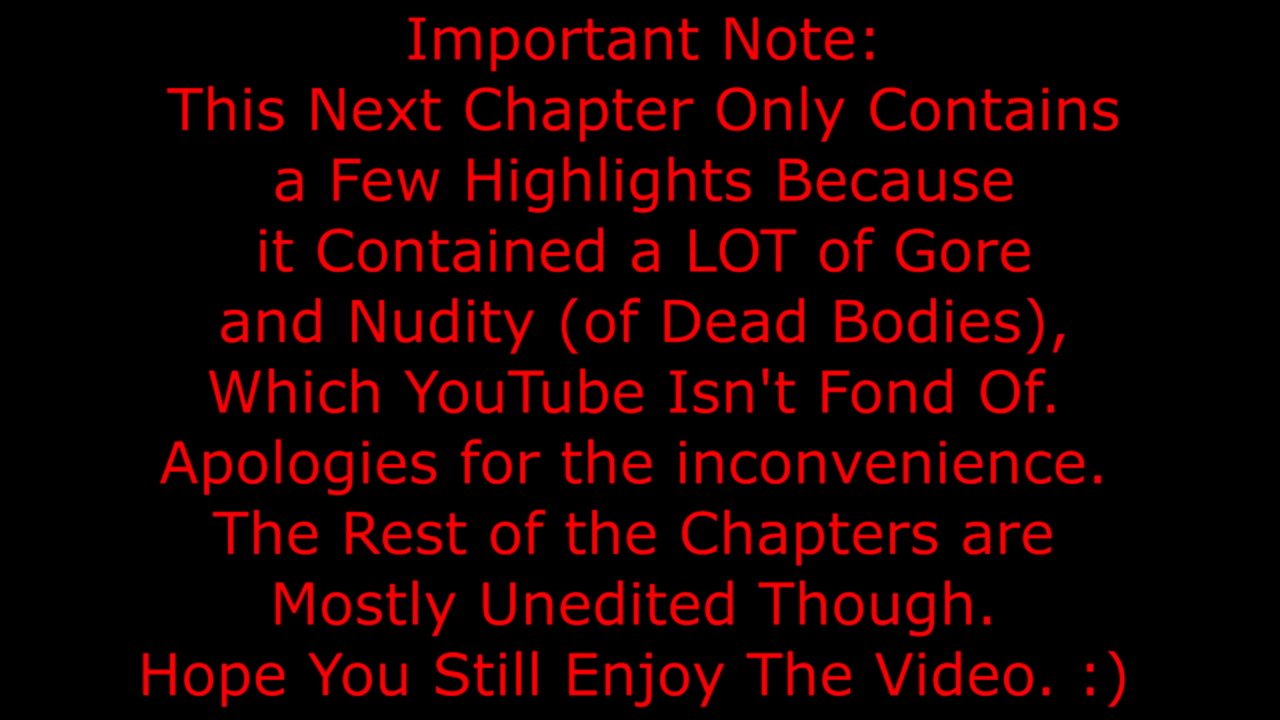 Important Note:
This Next Chapter Only Contains
a Few Highlights Because
it Contained a LOT of Gore
and Nudity (of Dead Bodies),
Which YouTube Isn't Fond Of.
Apologies for the inconvenience.
The Rest of the Chapters are
Mostly Unedited Though.
Hope You Still Enjoy The Video. :)